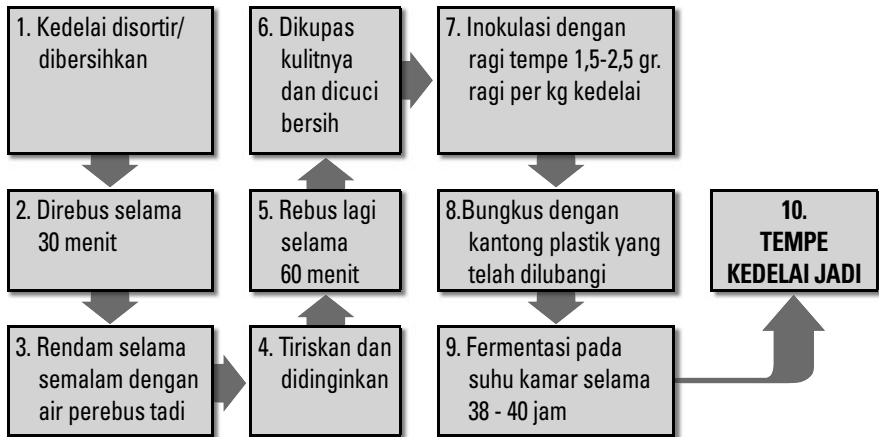 1. Kedelai disortir/
dibersihkan
2. Direbus selama
30 menit
3. Rendam selama
semalam dengan
air perebus tadi
4. Tiriskan dan
didinginkan
5. Rebus lagi
selama
60 menit
6. Dikupas
kulitnya
dan dicuci
bersih
7. Inokulasi dengan
ragi tempe 1,5-2,5 gr.
ragi per kg kedelai
8.Bungkus dengan
kantong plastik yang
telah dilubangi
9. Fermentasi pada
suhu kamar selama
38 - 40 jam
10.
TEMPE
KEDELAI JADI